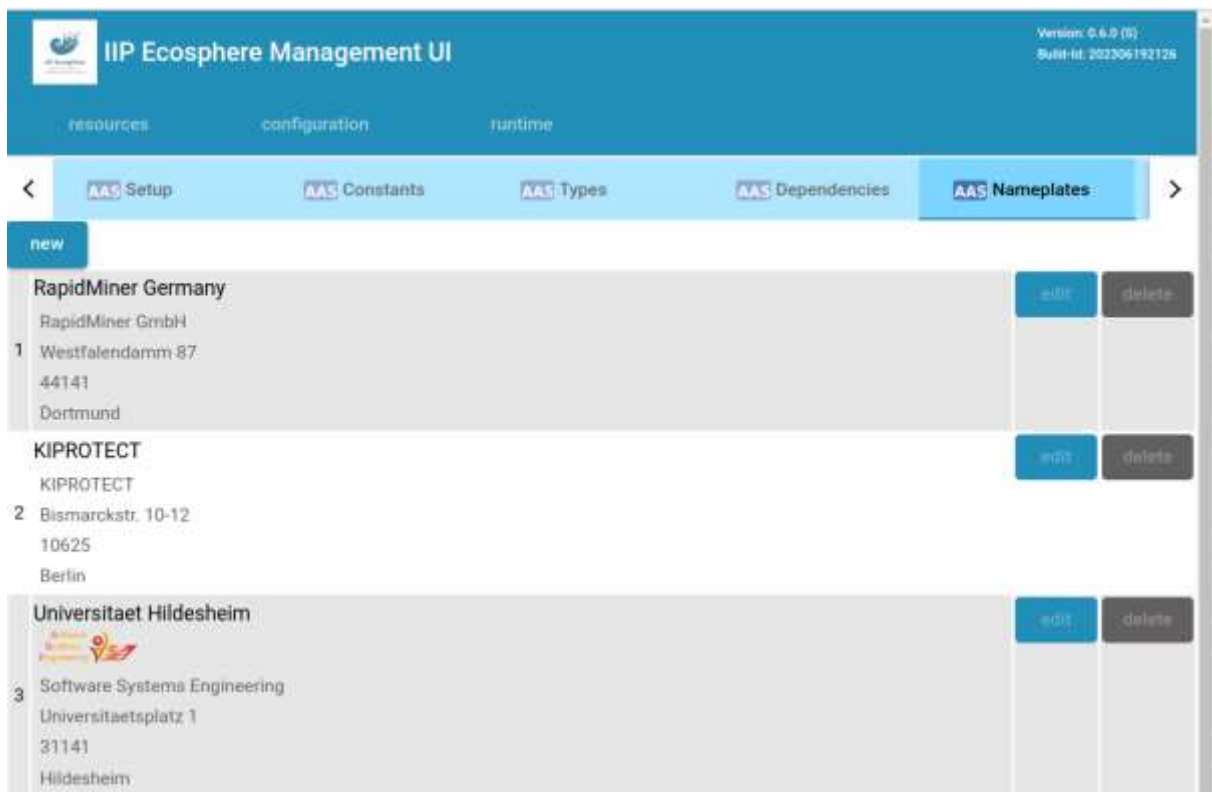 IIP Ecosphere Management UI
Version: 0.6.0 (S)
Build-Id: 202306192126
resources configuration runtime
< AAS Setup AAS Constants AAS Types AAS Dependencies AAS Nameplates >
new
RapidMiner Germany edit delete
RapidMiner GmbH
1 Westfalendamm 87
44141
Dortmund
KIPROTECT edit delete
KIPROTECT
2 Bismarckstr. 10-12
10625
Berlin
Universitaet Hildesheim edit delete
Software Systems Engineering
3
Universitaetsplatz 1
31141
Hildesheim